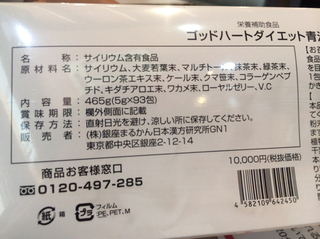 栄養補助食品
ゴッドハートダイエット青汁
名 称：サイリウム含有食品
原 材 料 名：サイリウム、大麦若葉末、マルチトール、抹茶末、緑茶末、
ウーロン茶エキス末、ケール末、クマ笹末、コラーゲンペプ
チド、キダチアロエ末、ワカメ末、ローヤルゼリー、V.C
内 容 量：465g(5g×93包)
賞 味 期 限：欄外側面に記載
保 存 方 法：直射日光を避け、涼しい所に保存してください。
販 売 者：(株)銀座まるかん日本漢方研究所GN1
東京都中央区銀座2-12-14
10,000円(税抜価格)
商品お客様窓口
0120-497-285
紙 箱
プラ フィルム
:PE,PET,M
4 582109 642450